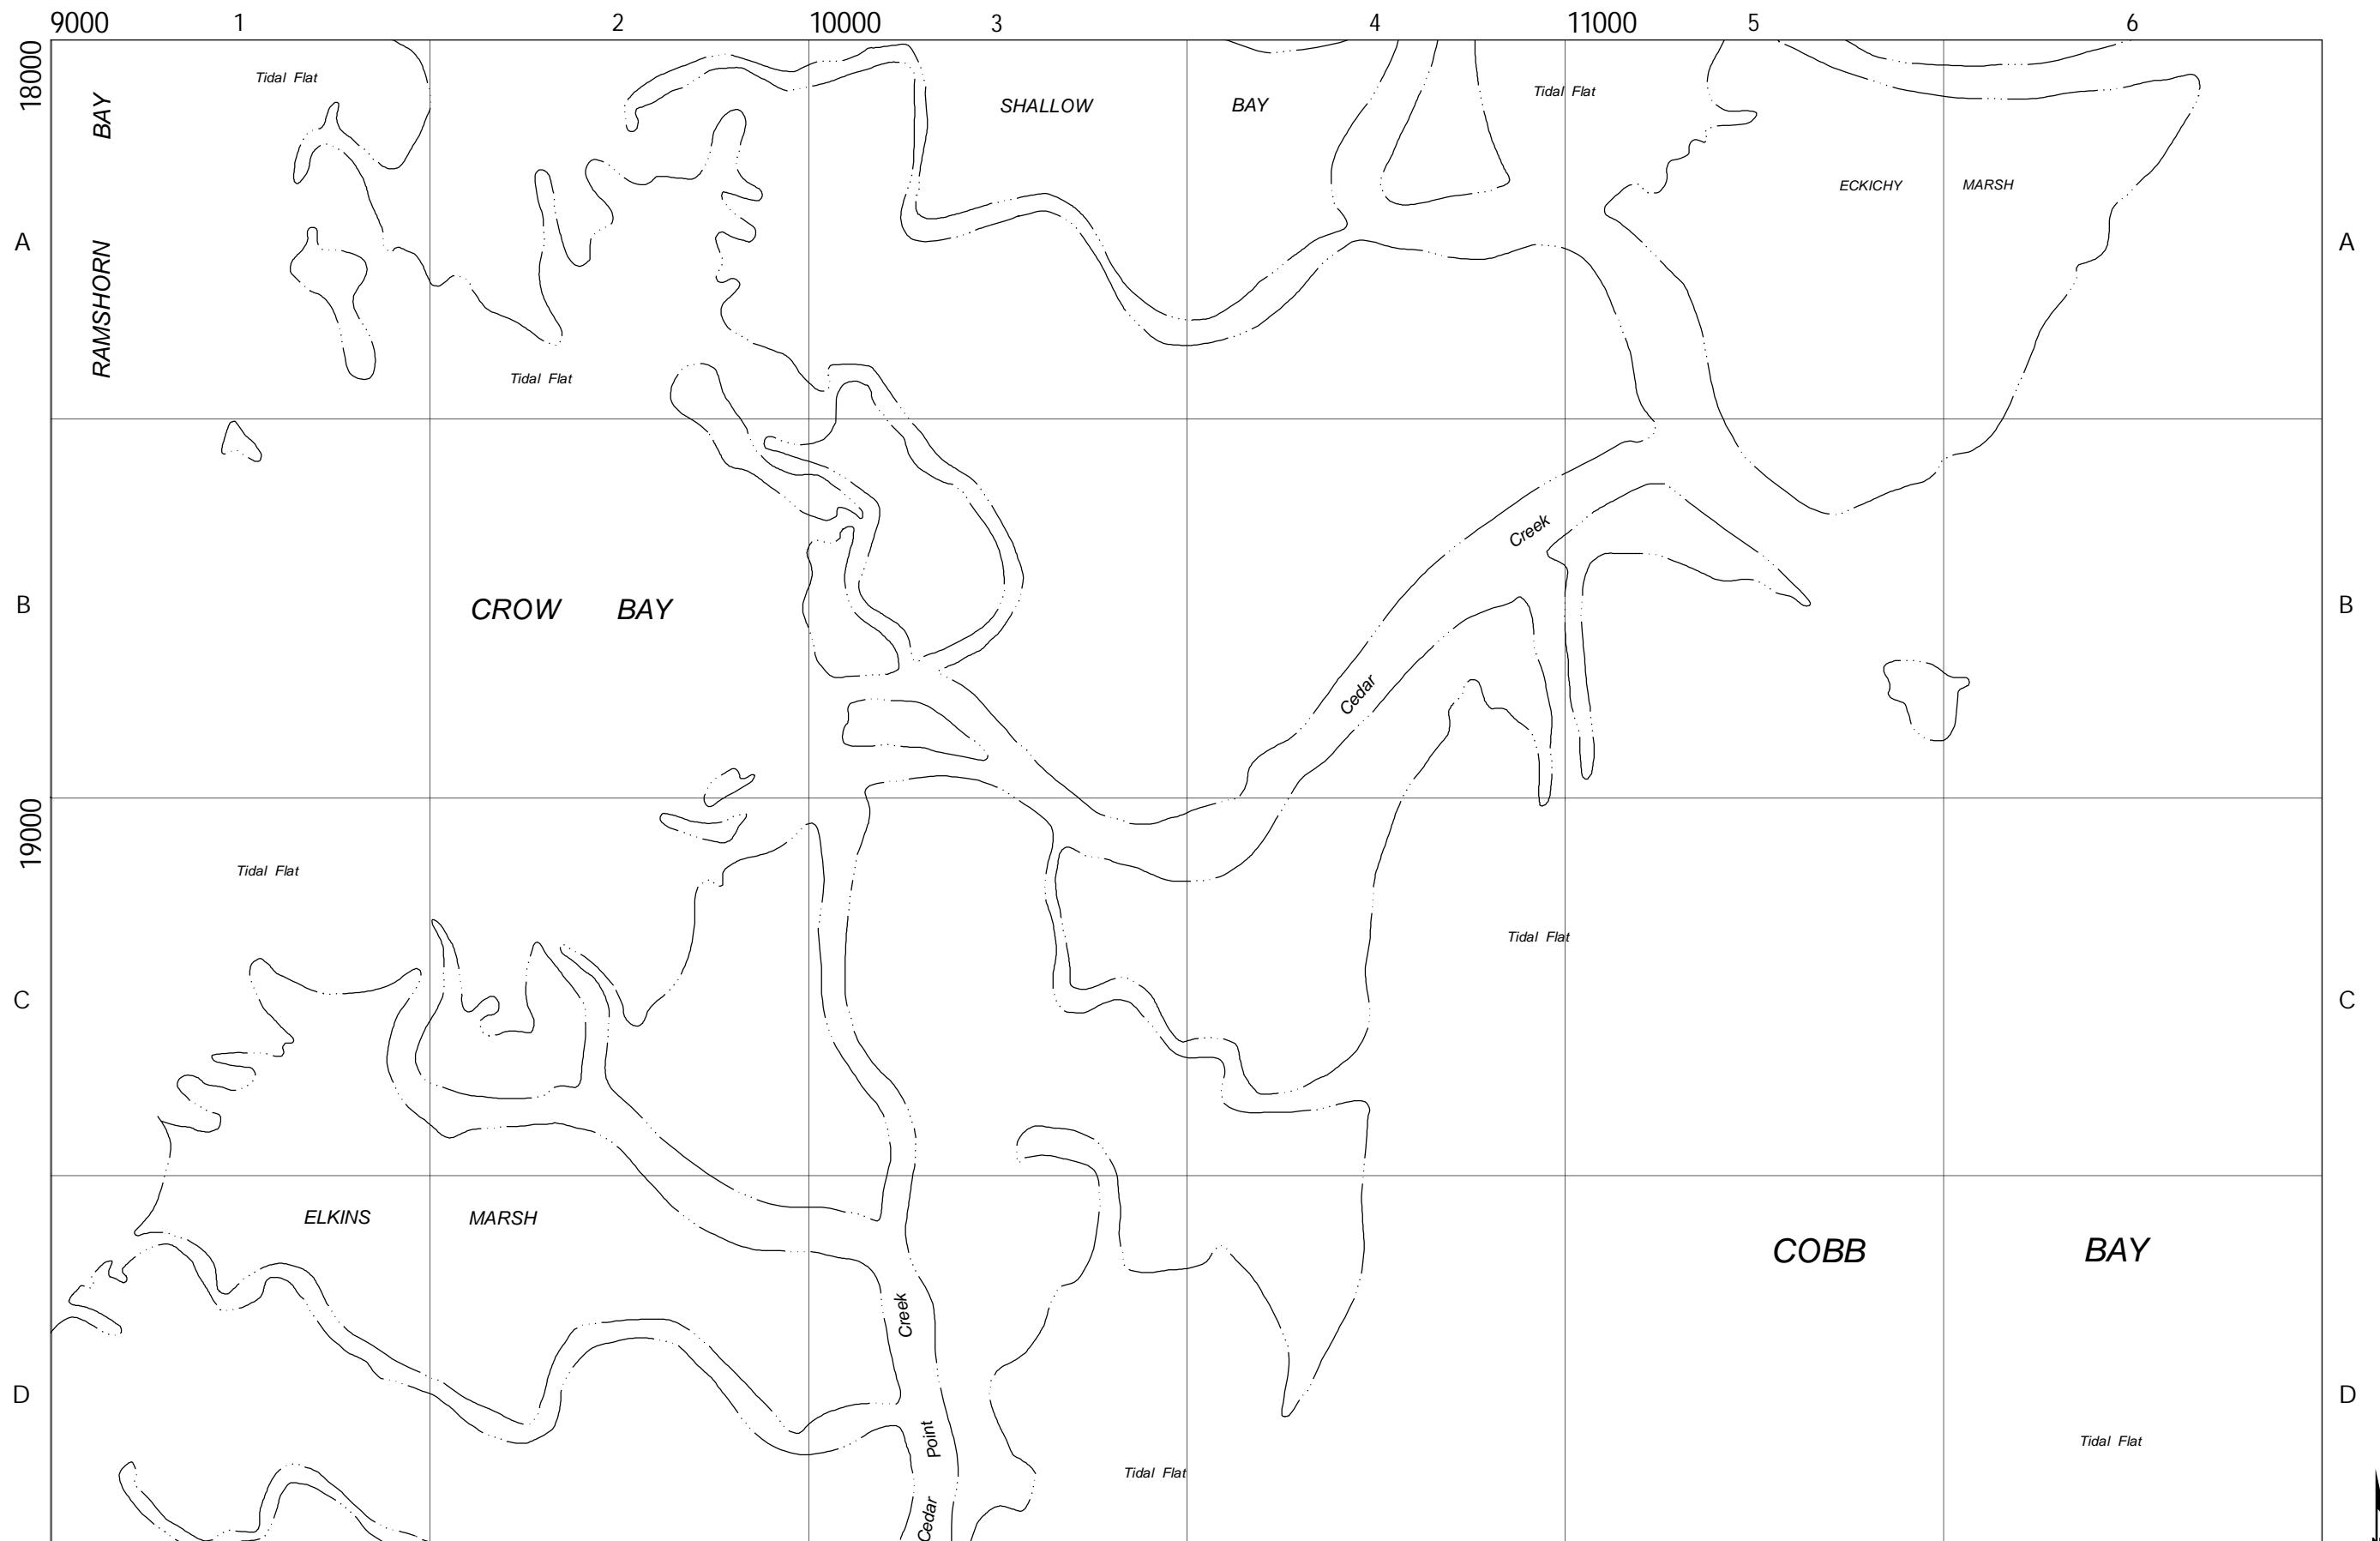 9000 1 2 10000 3 4 11000 5 6
18000
Tidal Flat
Tidal Flat
RAMSHORN BAY
SHALLOW BAY
ECKICHY MARSH
A A
Tidal Flat
Creek
B B
CROW BAY
Cedar
19000
Tidal Flat
Tidal Flat
C C
ELKINS MARSH
COBB BAY
Creek
D D
Point
Tidal Flat
Tidal Flat
Cedar